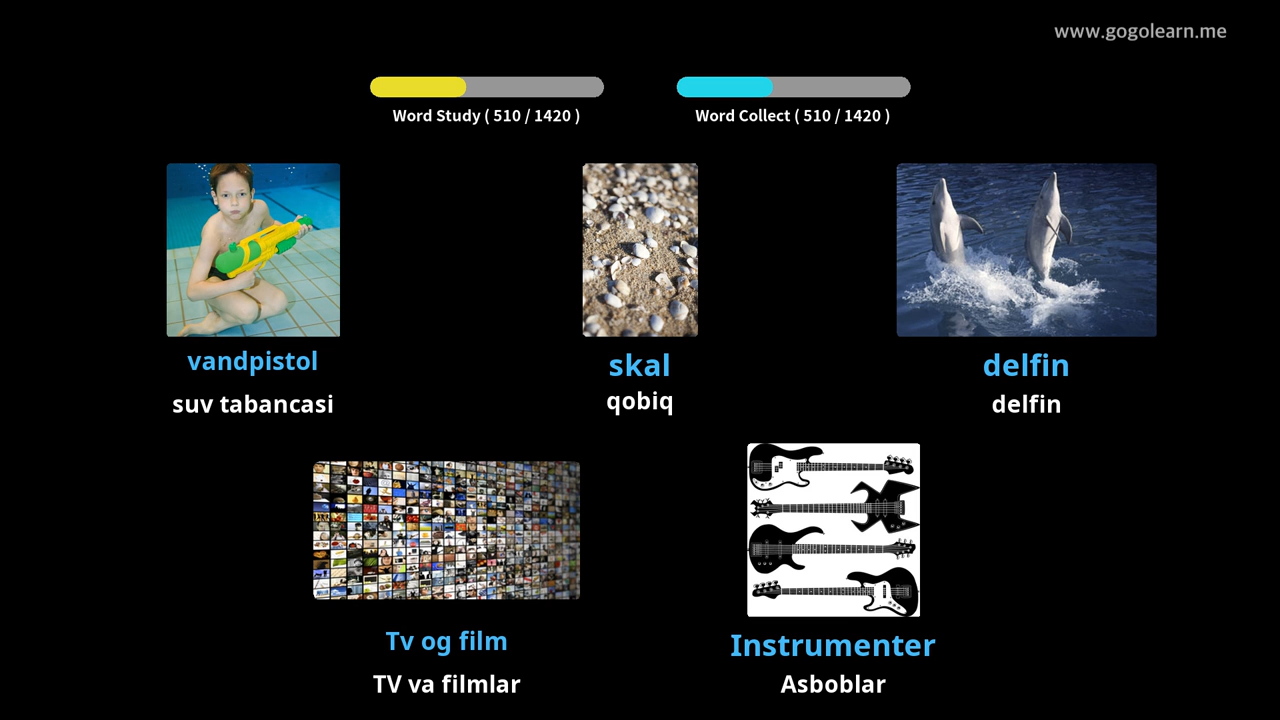 www.gogolearn.me
Word Study ( 510 / 1420 )
Word Collect ( 510 / 1420 )
vandpistol
suv tabancasi
skal
qobiq
delfin
delfin
Tv og film
TV va filmlar
Instrumenter
Asboblar